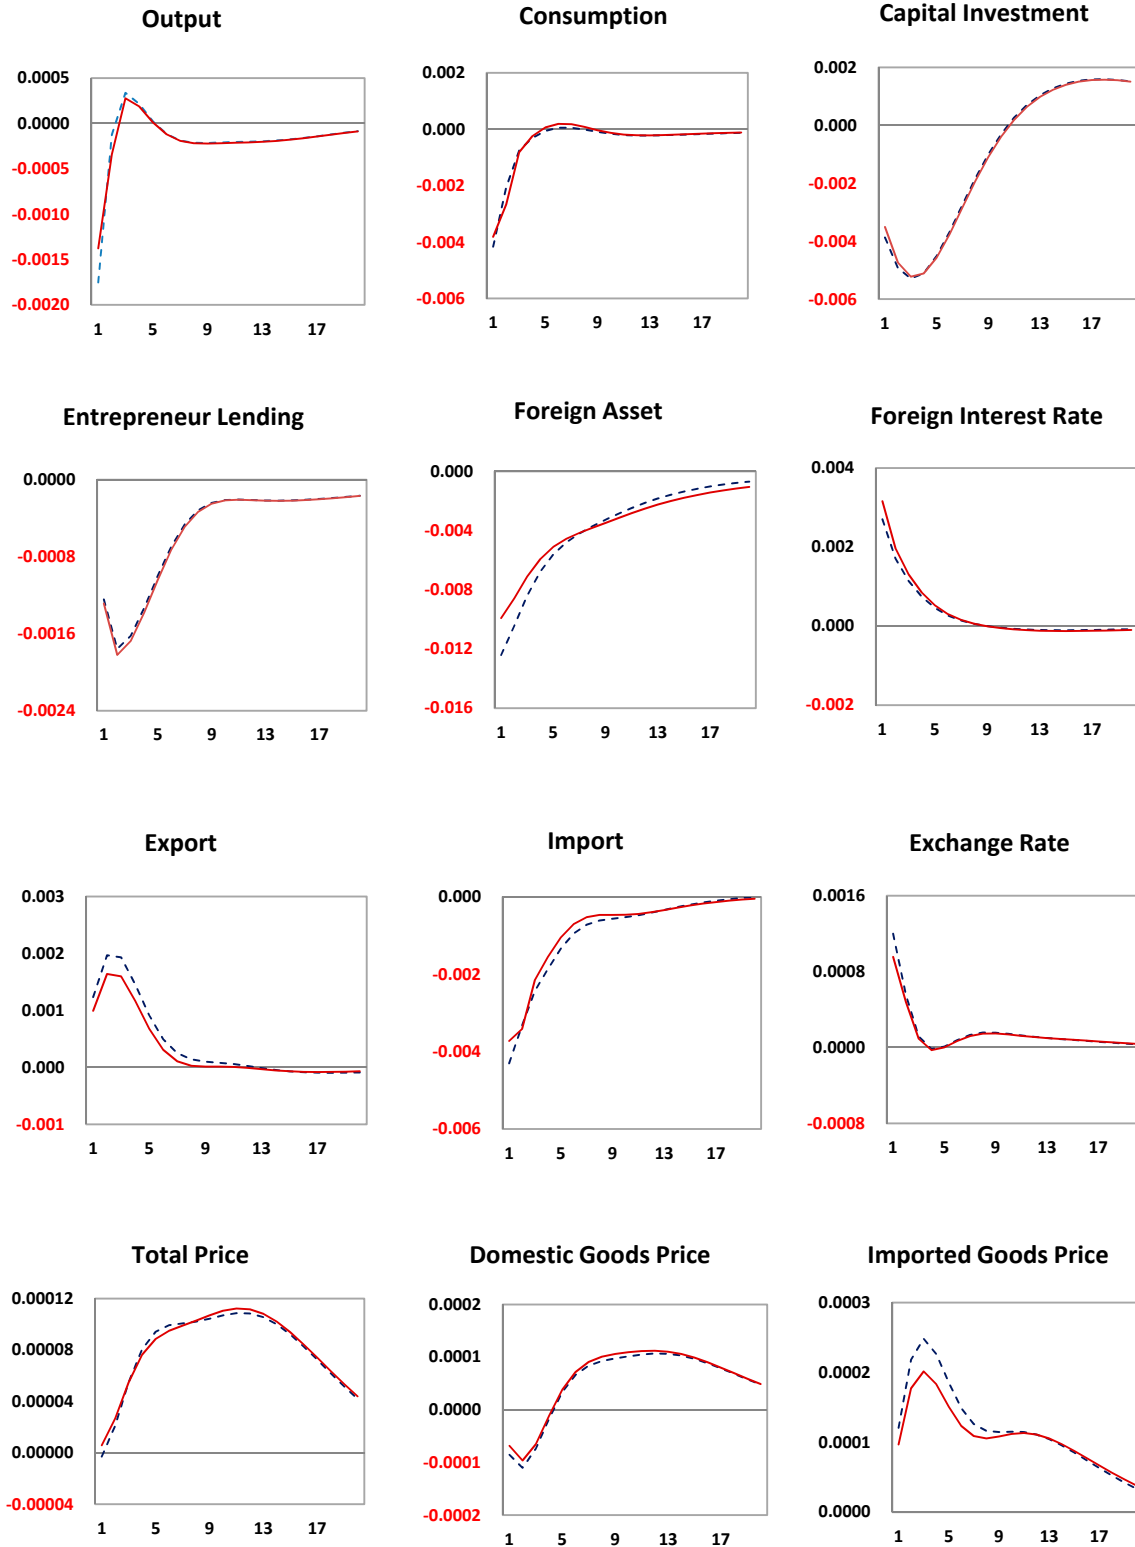 Output
Consumption
Capital Investment
0.0005
0.0000
-0.0005
-0.0010
-0.0015
-0.0020
1 5 9 13 17
0.002
0.000
-0.002
-0.004
-0.006
1 5 9 13 17
0.002
0.000
-0.002
-0.004
-0.006
1 5 9 13 17
Entrepreneur Lending
Foreign Asset
Foreign Interest Rate
0.0000
-0.0008
-0.0016
-0.0024
1 5 9 13 17
0.000
-0.004
-0.008
-0.012
-0.016
1 5 9 13 17
0.004
0.002
0.000
-0.002
1 5 9 13 17
Export
Import
Exchange Rate
0.003
0.002
0.001
0.000
-0.001
1 5 9 13 17
0.000
-0.002
-0.004
-0.006
1 5 9 13 17
0.0016
0.0008
0.0000
-0.0008
1 5 9 13 17
Total Price
Domestic Goods Price
Imported Goods Price
0.00012
0.00008
0.00004
0.00000
-0.00004
1 5 9 13 17
0.0002
0.0001
0.0000
-0.0001
-0.0002
1 5 9 13 17
0.0003
0.0002
0.0001
0.0000
1 5 9 13 17